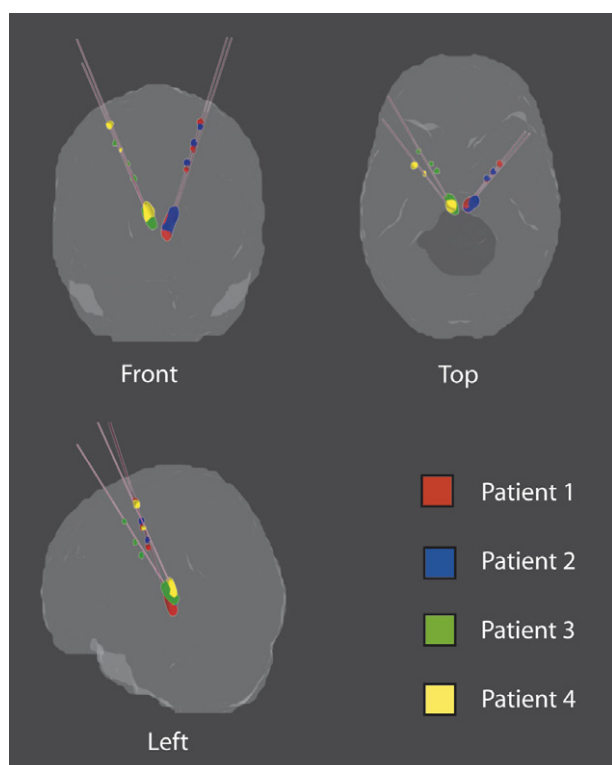 Front
Top
Left
Patient 1
Patient 2
Patient 3
Patient 4